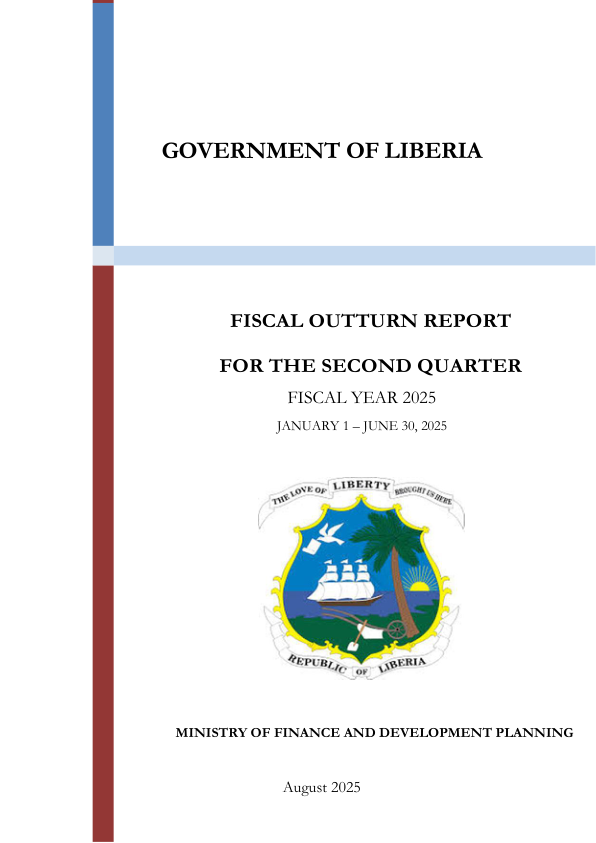 GOVERNMENT OF LIBERIA
FISCAL OUTTURN REPORT
FOR THE SECOND QUARTER
FISCAL YEAR 2025
JANUARY 1 – JUNE 30, 2025
THE LOVE OF LIBERTY BROUGHT US HERE
REPUBLIC OF LIBERIA
MINISTRY OF FINANCE AND DEVELOPMENT PLANNING
August 2025